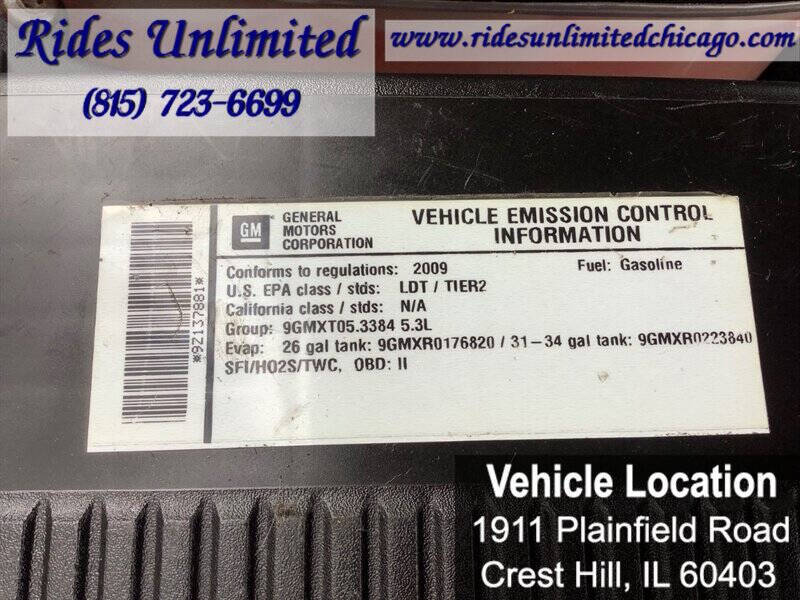 Rides Unlimited
(815) 723-6699
www.ridesunlimitedchicago.com
GM
GENERAL
MOTORS
CORPORATION
VEHICLE EMISSION CONTROL
INFORMATION
Conforms to regulations: 2009 Fuel: Gasoline
U.S. EPA class / stds: LDT / TIER2
California class / stds: N/A
Group: 9GMXT05.3384 5.3L
Evap: 26 gal tank: 9GMXR0176820 / 31-34 gal tank: 9GMXR0223840
SFI/HO2S/TWC, OBD: II
*9Z137881*
Vehicle Location
1911 Plainfield Road
Crest Hill, IL 60403